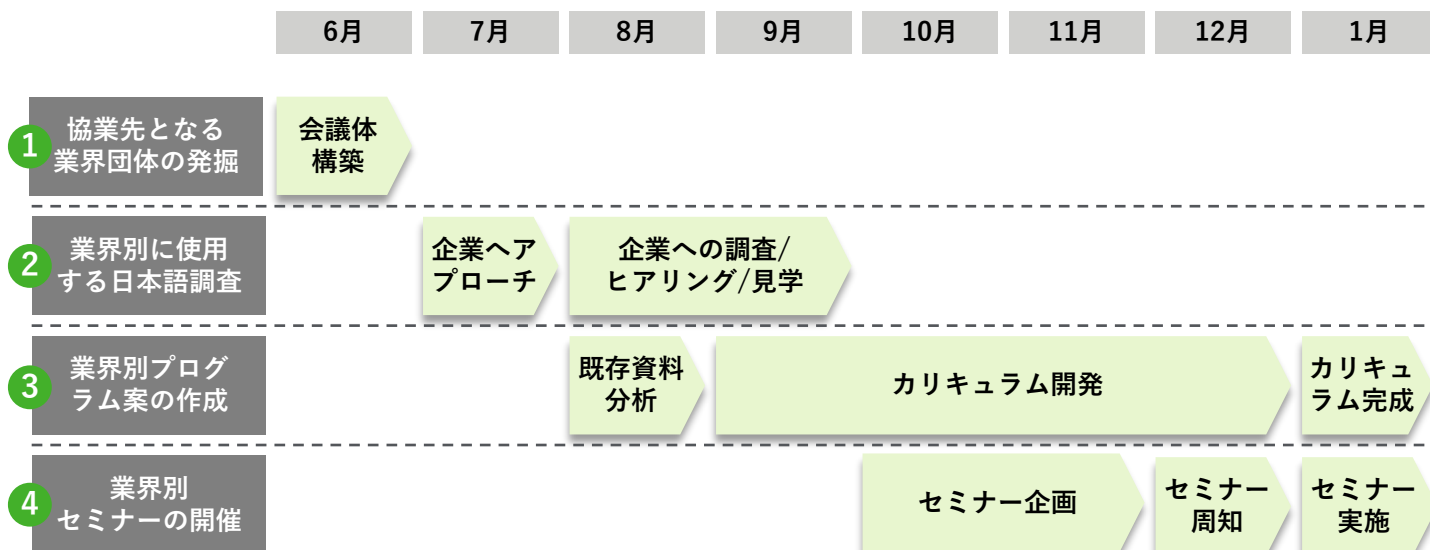 6月 7月 8月 9月 10月 11月 12月 1月
1
協業先となる
業界団体の発掘
会議体
構築
2
業界別に使用
する日本語調査
企業へア
プローチ
企業への調査/
ヒアリング/見学
3
業界別プログ
ラム案の作成
既存資料
分析
カリキュラム開発
カリキュ
ラム完成
4
業界別
セミナーの開催
セミナー企画
セミナー
周知
セミナー
実施